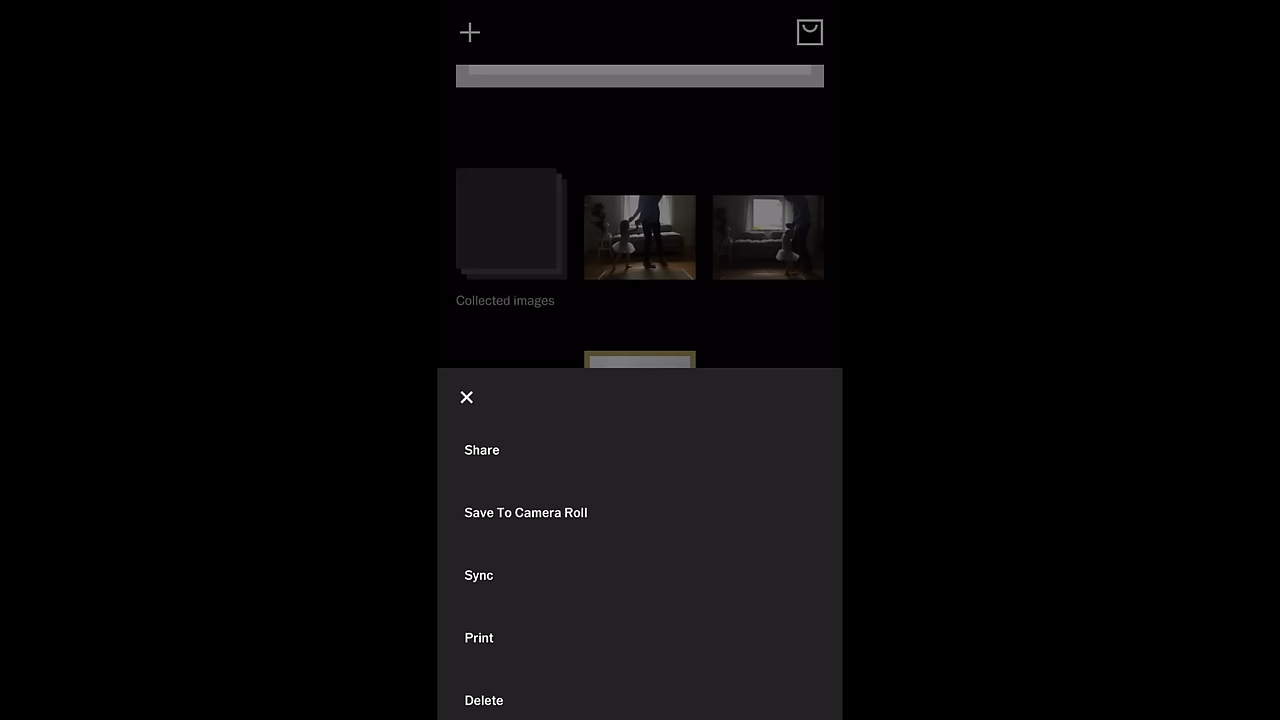 Collected images
Share
Save To Camera Roll
Sync
Print
Delete